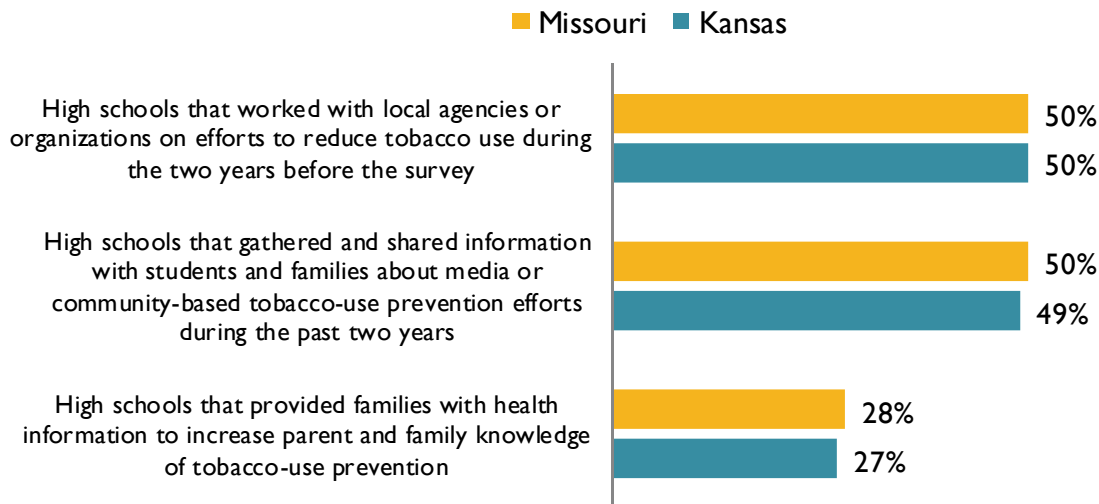 Missouri Kansas
High schools that worked with local agencies or
organizations on efforts to reduce tobacco use during
the two years before the survey
50%
50%
High schools that gathered and shared information
with students and families about media or
community-based tobacco-use prevention efforts
during the past two years
50%
49%
High schools that provided families with health
information to increase parent and family knowledge
of tobacco-use prevention
28%
27%